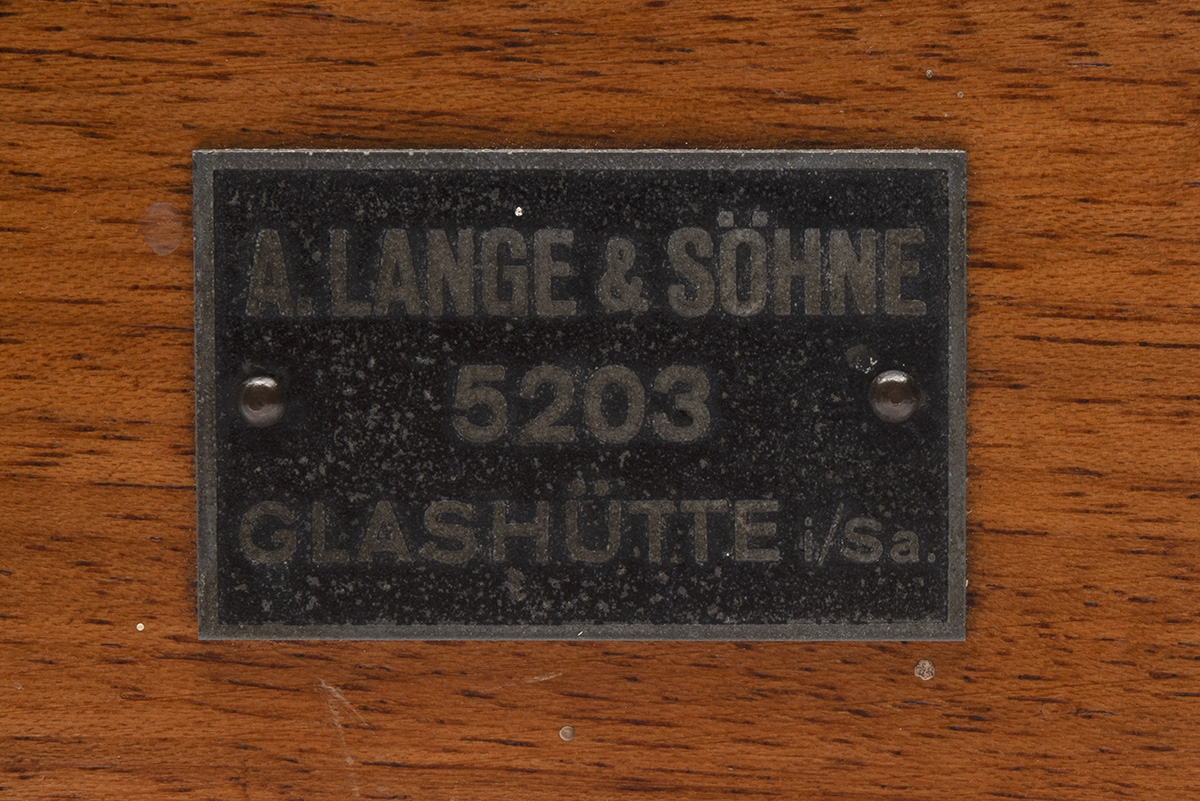 A. LANGE & SÖHNE
5203
GLASHÜTTE i/Sa.